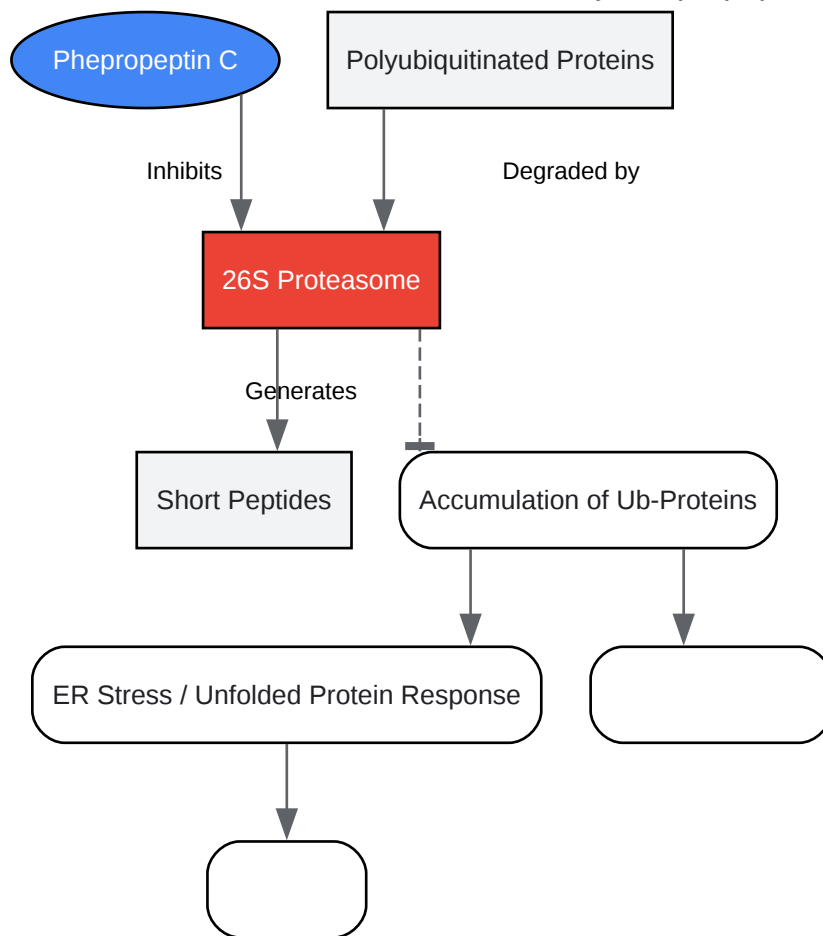 Phepropeptin C
Polyubiquitinated Proteins
Inhibits
Degraded by
26S Proteasome
Generates
Short Peptides
Accumulation of Ub-Proteins
ER Stress / Unfolded Protein Response